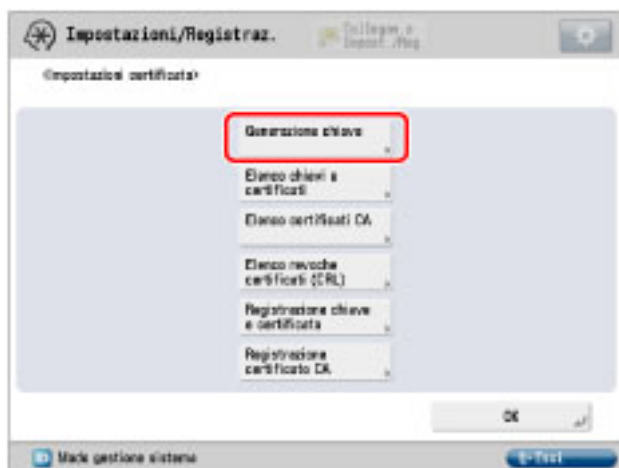 Impostazioni/Registraz.
Collegam. a
Impost./Reg
<Impostazioni certificato>
Generazione chiave
Elenco chiavi e
certificati
Elenco certificati CA
Elenco revoche
certificati (CRL)
Registrazione chiave
e certificato
Registrazione
certificato CA
OK
Modo gestione sistema